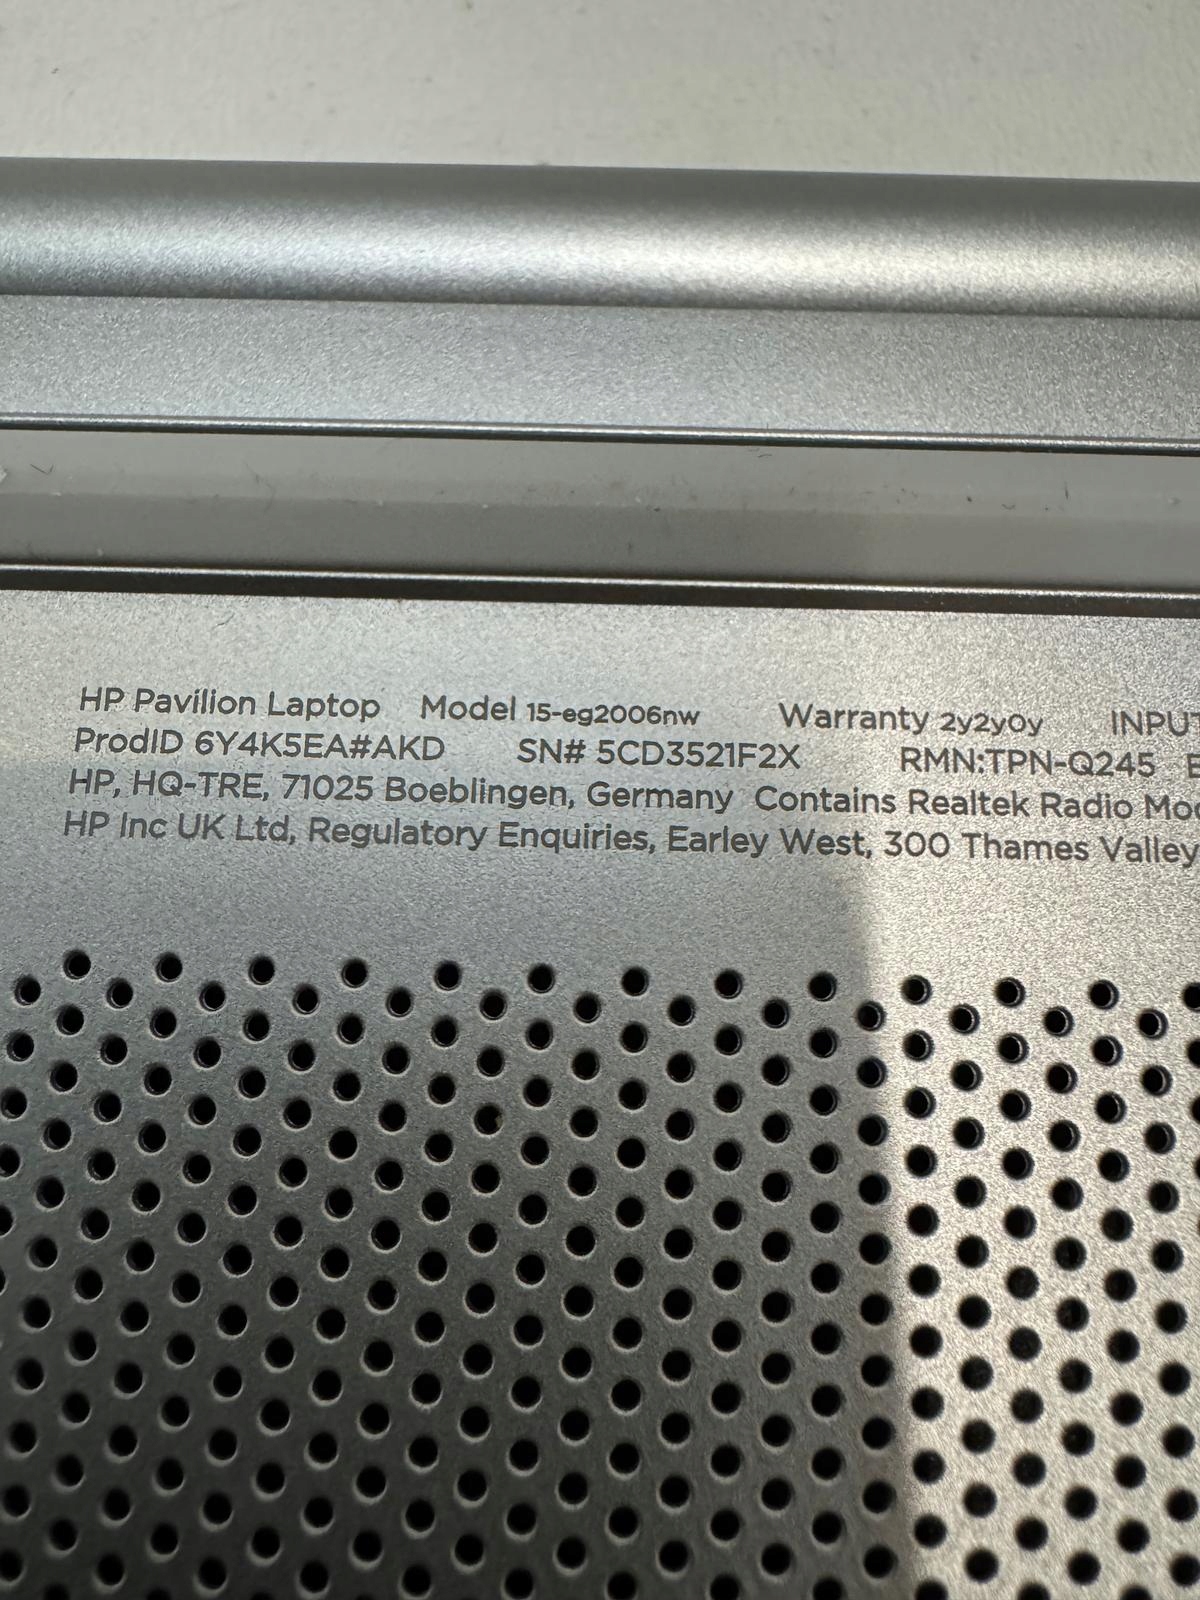 HP Pavilion Laptop Model 15-eg2006nw Warranty 2y2y0y INPUT
ProdID 6Y4K5EA#AKD SN# 5CD3521F2X RMN:TPN-Q245
HP, HQ-TRE, 71025 Boeblingen, Germany Contains Realtek Radio
HP Inc UK Ltd, Regulatory Enquiries, Earley West, 300 Thames Valley